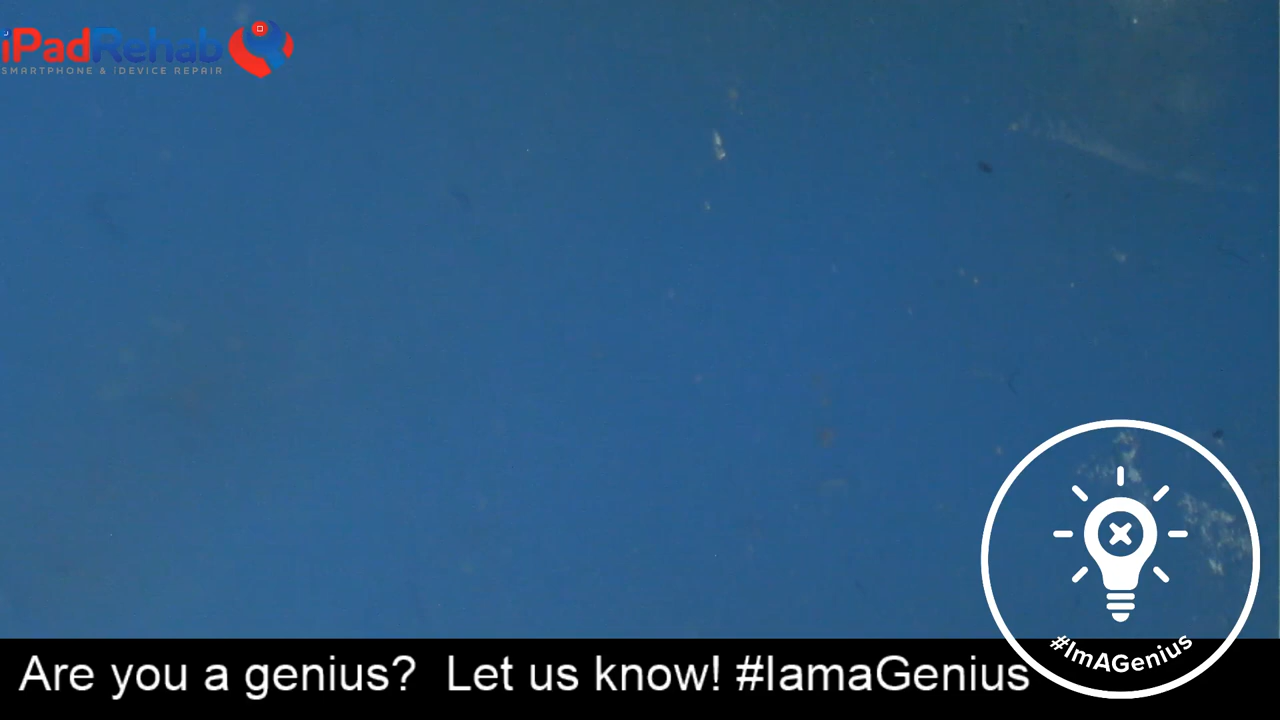 iPadRehab
SMARTPHONE & iDEVICE REPAIR
#ImAGenius
Are you a genius?  Let us know! #IamaGenius